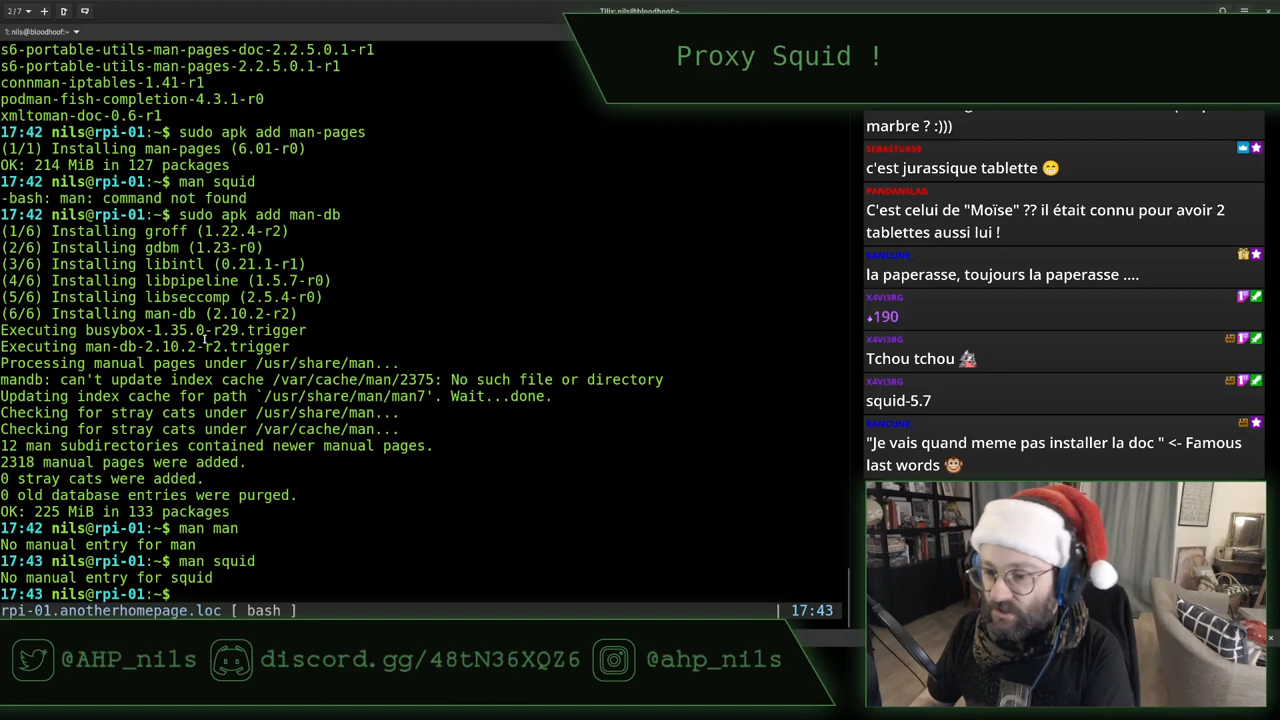 2/7
Tilix: nils@bloodhoof:~
1: nils@bloodhoof:~
s6-portable-utils-man-pages-doc-2.2.5.0.1-r1
s6-portable-utils-man-pages-2.2.5.0.1-r1
connman-iptables-1.41-r1
podman-fish-completion-4.3.1-r0
xmltoman-doc-0.6-r1
17:42 nils@rpi-01:~$ sudo apk add man-pages
(1/1) Installing man-pages (6.01-r0)
OK: 214 MiB in 127 packages
17:42 nils@rpi-01:~$ man squid
-bash: man: command not found
17:42 nils@rpi-01:~$ sudo apk add man-db
(1/6) Installing groff (1.22.4-r2)
(2/6) Installing gdbm (1.23-r0)
(3/6) Installing libintl (0.21.1-r1)
(4/6) Installing libpipeline (1.5.7-r0)
(5/6) Installing libseccomp (2.5.4-r0)
(6/6) Installing man-db (2.10.2-r2)
Executing busybox-1.35.0-r29.trigger
Executing man-db-2.10.2-r2.trigger
Processing manual pages under /usr/share/man...
mandb: can't update index cache /var/cache/man/2375: No such file or directory
Updating index cache for path `/usr/share/man/man7'. Wait...done.
Checking for stray cats under /usr/share/man...
Checking for stray cats under /var/cache/man...
12 man subdirectories contained newer manual pages.
2318 manual pages were added.
0 stray cats were added.
0 old database entries were purged.
OK: 225 MiB in 133 packages
17:42 nils@rpi-01:~$ man man
No manual entry for man
17:43 nils@rpi-01:~$ man squid
No manual entry for squid
17:43 nils@rpi-01:~$
rpi-01.anotherhomepage.loc [ bash ] | 17:43
Proxy Squid !
marbre ? :)))
SEBASTUX59
c'est jurassique tablette 😁
PANDANSLAG
C'est celui de "Moïse" ?? il était connu pour avoir 2
tablettes aussi lui !
RANCUNE_
la paperasse, toujours la paperasse ....
X4VI3RG
190
X4VI3RG
Tchou tchou
X4VI3RG
squid-5.7
RANCUNE_
"Je vais quand meme pas installer la doc " <- Famous
last words 🐵
@AHP_nils
discord.gg/48tN36XQZ6
@ahp_nils